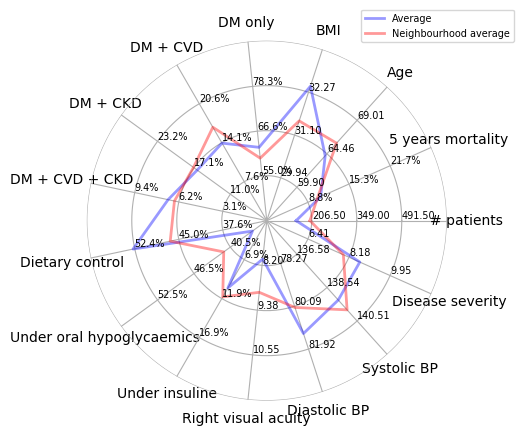 Average
Neighbourhood average
DM only
BMI
DM + CVD
Age
78.3%
32.27
20.6%
69.01
DM + CKD
66.6%
31.10
5 years mortality
23.2%
14.1%
64.46
21.7%
17.1%
7.6%
55.0%
29.94
15.3%
DM + CVD + CKD
11.0%
59.90
9.4%
6.2%
3.1%
8.8%
206.50
349.00
491.50
# patients
37.6%
45.0%
52.4%
6.41
40.5%
136.58
8.18
Dietary control
46.5%
6.9%
8.20
78.27
9.95
138.54
52.5%
11.9%
9.38
80.09
Disease severity
140.51
Under oral hypoglycaemics
16.9%
10.55
81.92
Systolic BP
Under insuline
Diastolic BP
Right visual acuity